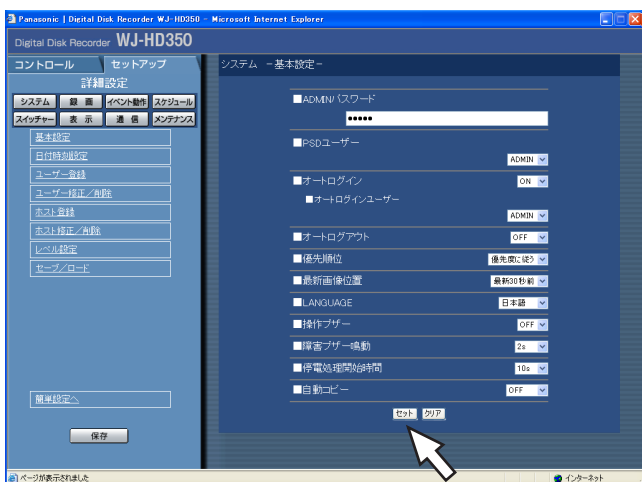 Panasonic | Digital Disk Recorder WJ-HD350 - Microsoft Internet Explorer
Digital Disk Recorder WJ-HD350
コントロール セットアップ
詳細設定
システム 録 画 イベント動作 スケジュール
スイッチャー 表 示 通 信 メンテナンス
基本設定
日付時刻設定
ユーザー登録
ユーザー修正／削除
ホスト登録
ホスト修正／削除
レベル設定
セーブ／ロード
簡単設定へ
保存
システム －基本設定－
■ADMINパスワード
●●●●●
■PSDユーザー
ADMIN
■オートログイン ON
■オートログインユーザー
ADMIN
■オートログアウト OFF
■優先順位 優先度に従う
■最新画像位置 最新30秒前
■LANGUAGE 日本語
■操作ブザー OFF
■障害ブザー鳴動 2s
■停電処理開始時間 10s
■自動コピー OFF
セット クリア
ページが表示されました インターネット